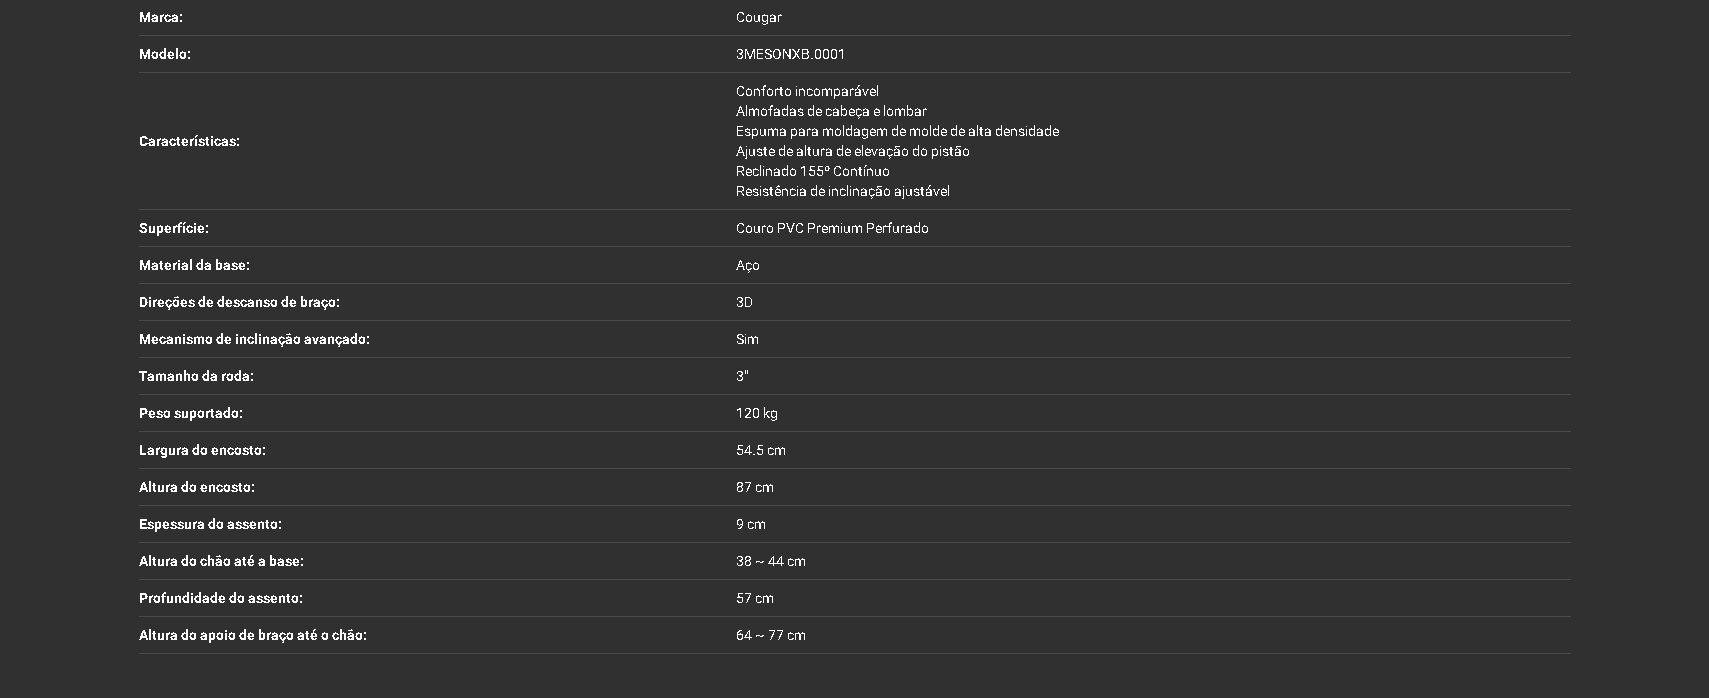 Marca: Cougar
Modelo: 3MESONXB.0001
Características:
Conforto incomparável
Almofadas de cabeça e lombar
Espuma para moldagem de molde de alta densidade
Ajuste de altura de elevação do pistão
Reclinado 155º Contínuo
Resistência de inclinação ajustável
Superfície: Couro PVC Premium Perfurado
Material da base: Aço
Direções de descanso de braço: 3D
Mecanismo de inclinação avançado: Sim
Tamanho da roda: 3"
Peso suportado: 120 kg
Largura do encosto: 54.5 cm
Altura do encosto: 87 cm
Espessura do assento: 9 cm
Altura do chão até a base: 38 ~ 44 cm
Profundidade do assento: 57 cm
Altura do apoio de braço até o chão: 64 ~ 77 cm